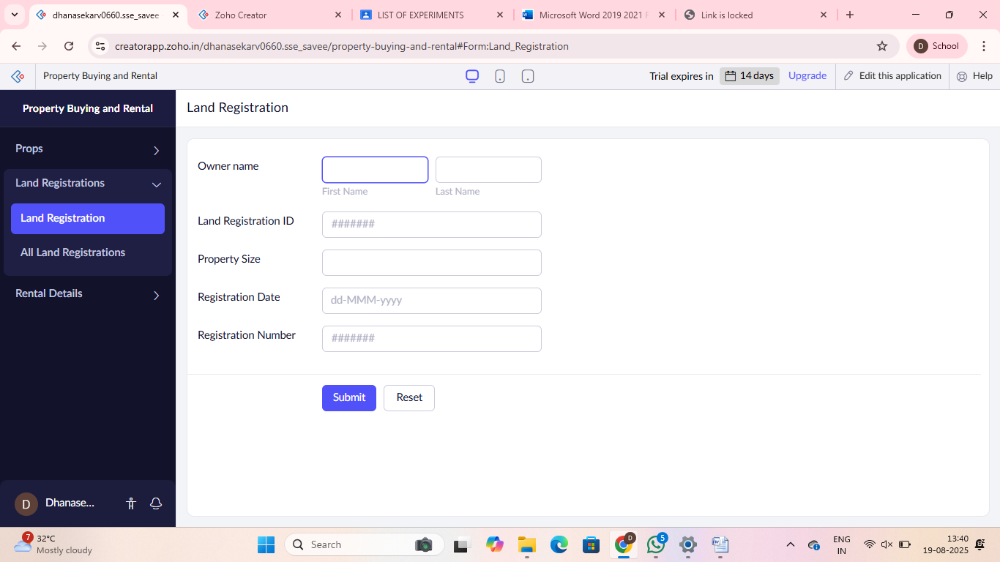 dhanasekarv0660.sse_savee
Zoho Creator
LIST OF EXPERIMENTS
Microsoft Word 2019 2021 F
Link is locked
creatorapp.zoho.in/dhanasekarv0660.sse_savee/property-buying-and-rental#Form:Land_Registration
D School
Property Buying and Rental
Trial expires in 14 days Upgrade
Edit this application
Help
Property Buying and Rental
Props
Land Registrations
Land Registration
All Land Registrations
Rental Details
D Dhanase...
Land Registration
Owner name
First Name Last Name
Land Registration ID #######
Property Size
Registration Date dd-MMM-yyyy
Registration Number #######
Submit Reset
7
32°C
Mostly cloudy
Search
D
5
ENG
IN
13:40
19-08-2025